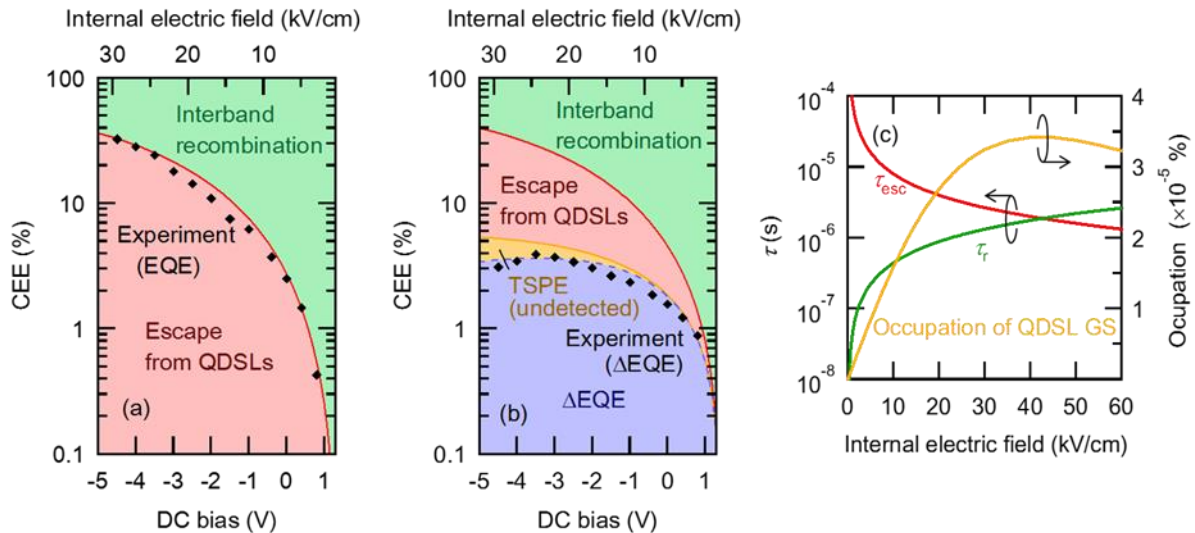 Internal electric field (kV/cm)
30 20 10 0
100
10
1
0.1
CEE (%)
Interband
recombination
Experiment
(EQE)
Escape
from QDSLs
(a)
-5 -4 -3 -2 -1 0 1
DC bias (V)
Internal electric field (kV/cm)
30 20 10 0
100
10
1
0.1
CEE (%)
Interband
recombination
Escape
from QDSLs
TSPE
(undetected)
Experiment
(ΔEQE)
ΔEQE
(b)
-5 -4 -3 -2 -1 0 1
DC bias (V)
10⁻⁴
10⁻⁵
10⁻⁶
10⁻⁷
10⁻⁸
τ (s)
(c)
τesc
τr
Occupation of QDSL GS
4
3
2
1
0
Ocupation (×10⁻⁵ %)
0 10 20 30 40 50 60
Internal electric field (kV/cm)